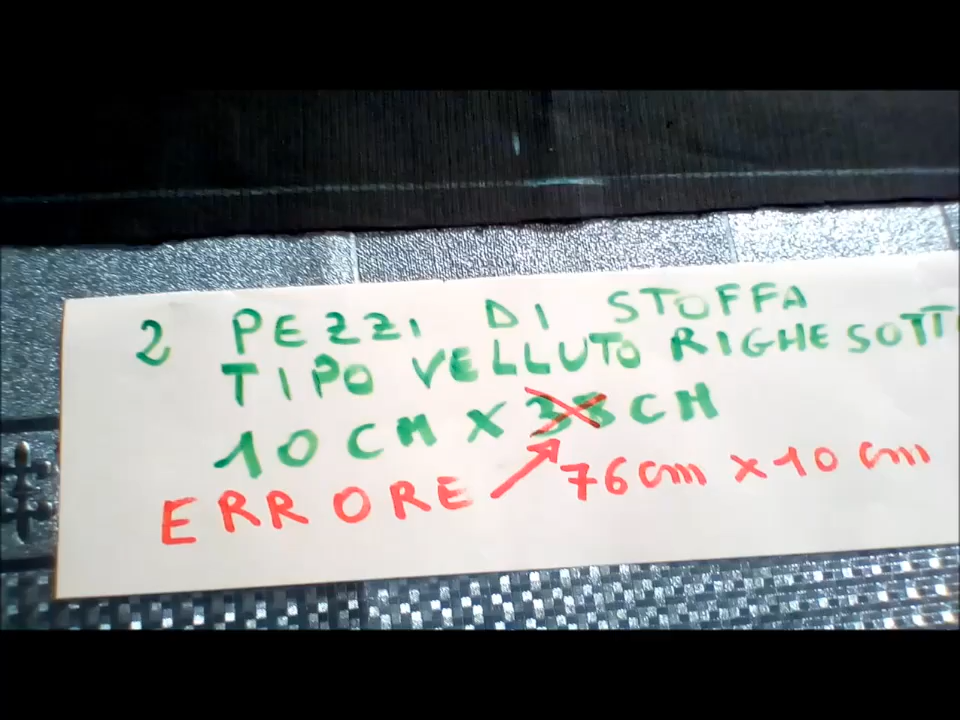 2 PEZZI DI STOFFA
TIPO VELLUTO RIGHE SOTT
10 CM X 38 CM
ERRORE 76 cm x 10 cm